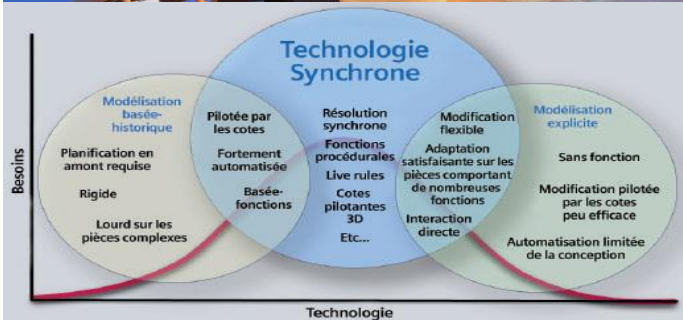 Technologie
Synchrone
Modélisation
basée-
historique
Planification en
amont requise
Rigide
Lourd sur les
pièces complexes
Pilotée par
les cotes
Fortement
automatisée
Basée-
fonctions
Résolution
synchrone
Fonctions
procédurales
Live rules
Cotes
pilotantes
3D
Etc...
Modification
flexible
Adaptation
satisfaisante sur les
pièces comportant
de nombreuses
fonctions
Interaction
directe
Modélisation
explicite
Sans fonction
Modification pilotée
par les cotes
peu efficace
Automatisation limitée
de la conception
Besoins
Technologie